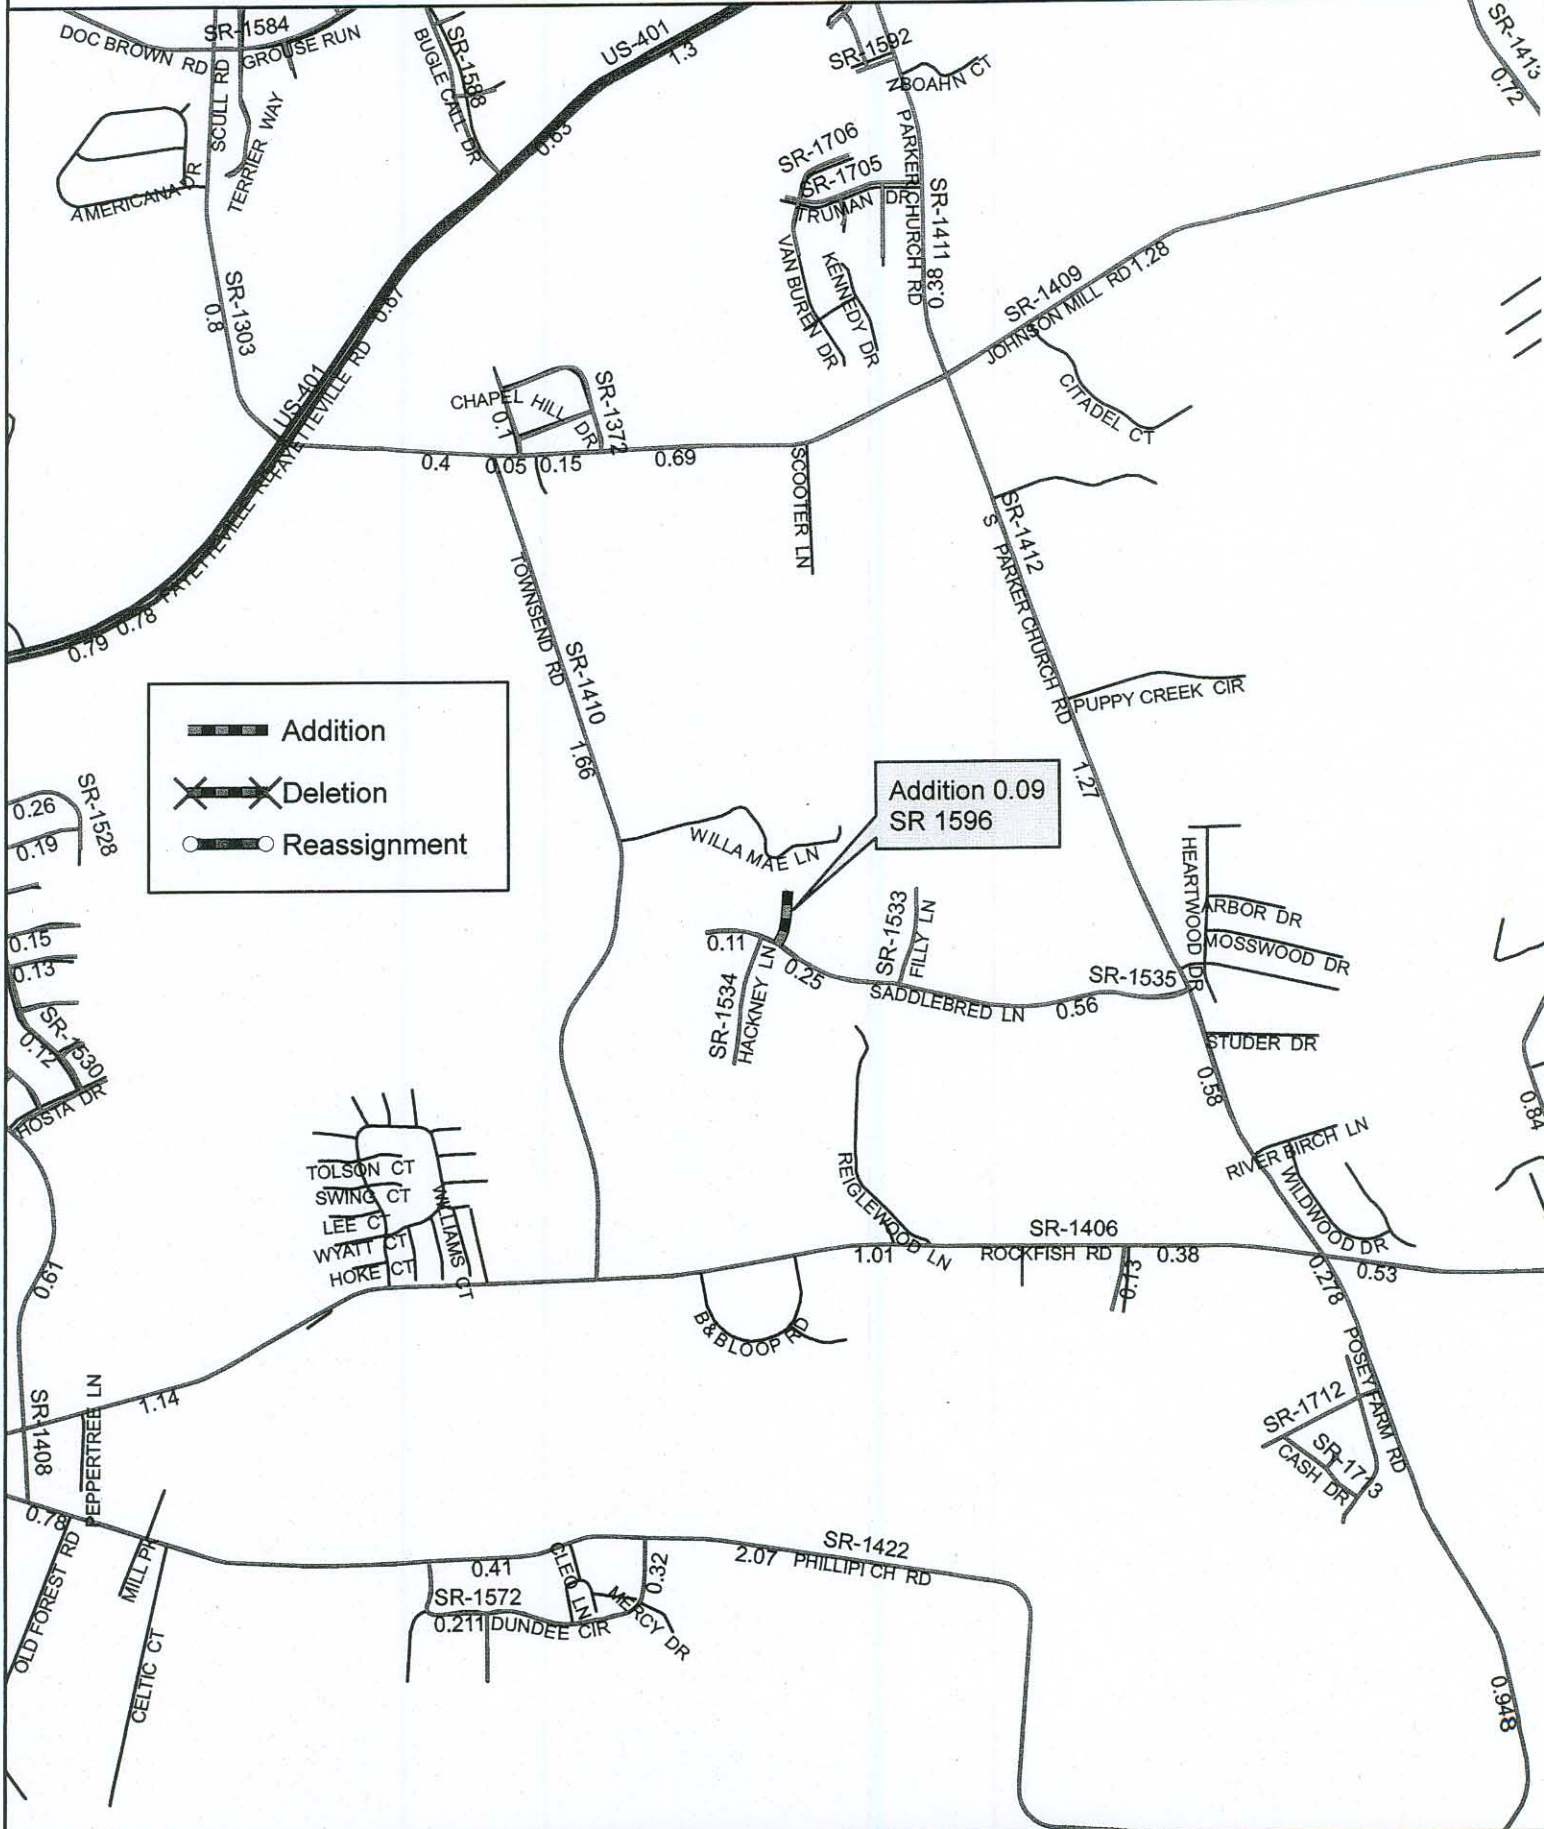 SR-1584
DOC BROWN RD
GROUSE RUN
SCULL RD
TERRIER WAY
AMERICANA DR
SR-1588
BUGLE CALL DR
US-401
1.3
0.63
SR-1592
ZBOAHN CT
SR-1413
0.72
SR-1706
SR-1705
TRUMAN DR
PARKER CHURCH RD
SR-1411
0.38
VAN BUREN DR
KENNEDY DR
SR-1409
JOHNSON MILL RD
1.28
CITADEL CT
SR-1303
0.8
0.67
US-401
FAYETTEVILLE RD
FAYETTEVILLE RD
0.78
0.79
CHAPEL HILL DR
SR-1372
0.1
0.4
0.05
0.15
0.69
SCOOTER LN
SR-1412
S PARKER CHURCH RD
TOWNSEND RD
SR-1410
1.66
PUPPY CREEK CIR
1.27
Addition
Deletion
Reassignment
Addition 0.09
SR 1596
WILLA MAE LN
0.26
SR-1528
0.19
0.15
0.13
SR-1530
0.12
HOSTA DR
0.11
SR-1534
HACKNEY LN
0.25
SR-1533
FILLY LN
SADDLEBRED LN
0.56
SR-1535
HEARTWOOD DR
ARBOR DR
MOSSWOOD DR
STUDER DR
0.58
0.84
RIVER BIRCH LN
WILDWOOD DR
TOLSON CT
SWING CT
LEE CT
WYATT CT
HOKE CT
WILLIAMS CT
REIGLEWOOD LN
SR-1406
1.01
ROCKFISH RD
0.38
0.13
0.53
0.278
B&B LOOP RD
POSEY FARM RD
SR-1712
SR-1713
CASH DR
0.61
SR-1408
PEPPERTREE LN
1.14
0.78
OLD FOREST RD
MILL PK
CELTIC CT
0.41
CLEO LN
0.32
SR-1572
0.211
DUNDEE CIR
MERCY DR
SR-1422
2.07
PHILLIPI CH RD
0.948